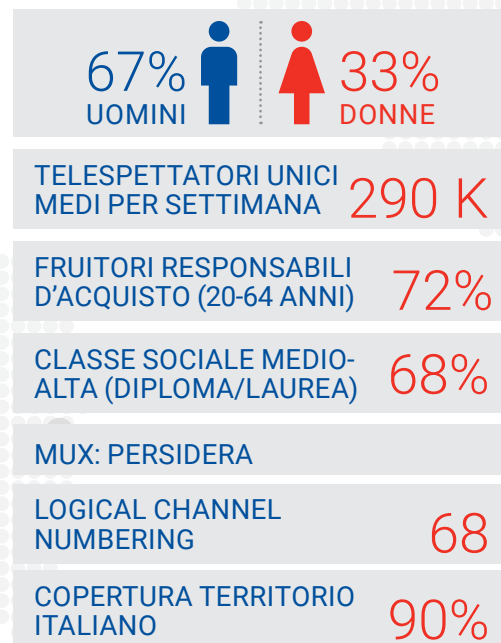 67%
UOMINI
33%
DONNE
TELESPETTATORI UNICI
MEDI PER SETTIMANA
290 K
FRUITORI RESPONSABILI
D'ACQUISTO (20-64 ANNI)
72%
CLASSE SOCIALE MEDIO-
ALTA (DIPLOMA/LAUREA)
68%
MUX: PERSIDERA
LOGICAL CHANNEL
NUMBERING
68
COPERTURA TERRITORIO
ITALIANO
90%